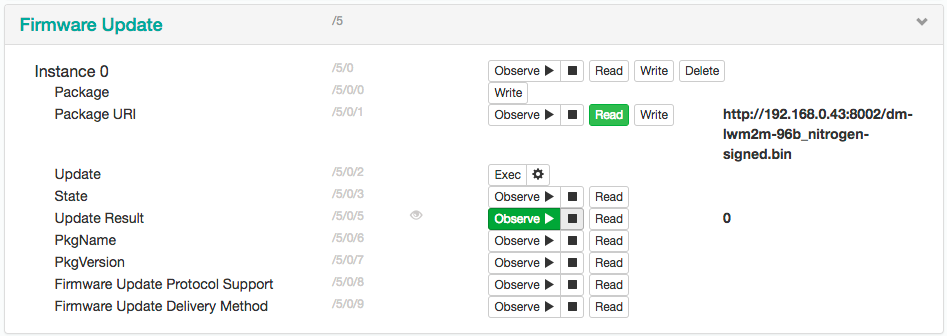 Firmware Update /5
Instance 0 /5/0 Observe Read Write Delete
Package /5/0/0 Write
Package URI /5/0/1 Observe Read Write http://192.168.0.43:8002/dm-
lwm2m-96b_nitrogen-
signed.bin
Update /5/0/2 Exec
State /5/0/3 Observe Read
Update Result /5/0/5 Observe Read 0
PkgName /5/0/6 Observe Read
PkgVersion /5/0/7 Observe Read
Firmware Update Protocol Support /5/0/8 Observe Read
Firmware Update Delivery Method /5/0/9 Observe Read